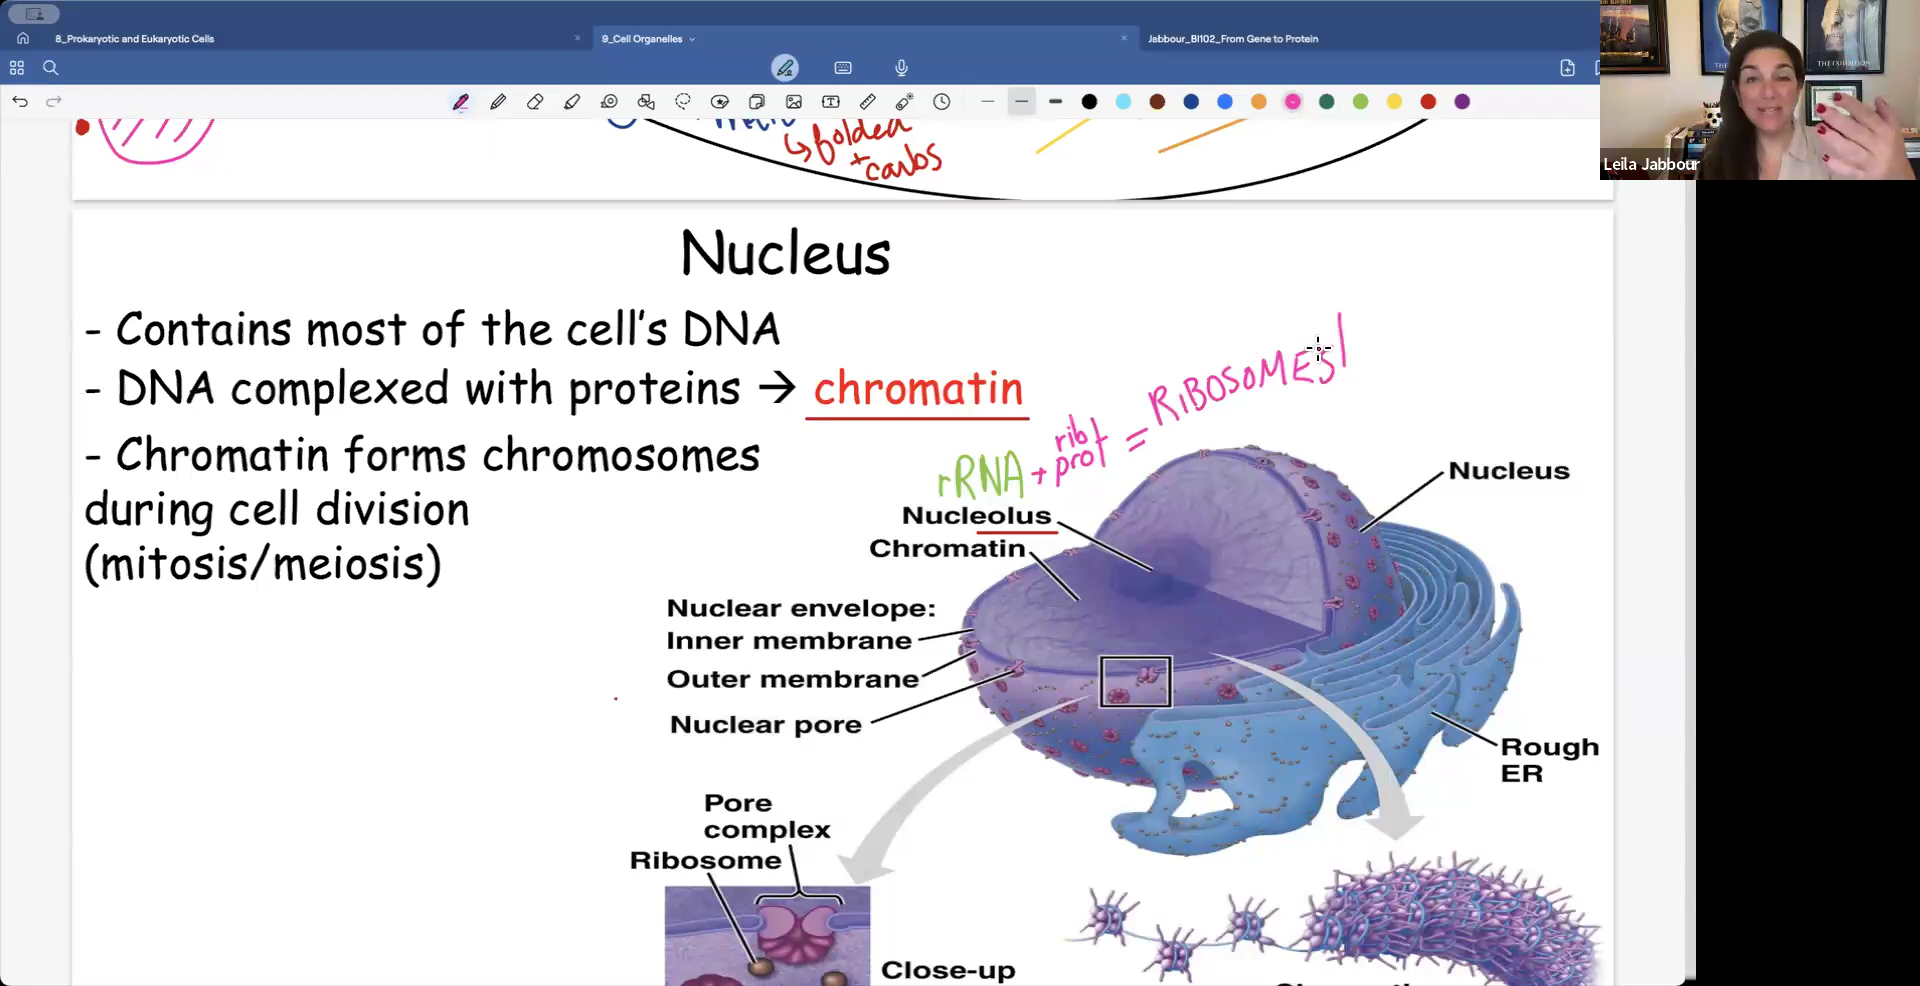 8_Prokaryotic and Eukaryotic Cells
9_Cell Organelles
Jabbour_BI102_From Gene to Protein
THE EXHIBITION
Leila Jabbour
folded
+
carbs
Nucleus
- Contains most of the cell's DNA
- DNA complexed with proteins → chromatin
- Chromatin forms chromosomes
during cell division
(mitosis/meiosis)
rRNA + rib prot = RIBOSOMES
Nucleolus
Chromatin
Nucleus
Nuclear envelope:
Inner membrane
Outer membrane
Nuclear pore
Rough
ER
Pore
complex
Ribosome
Close-up